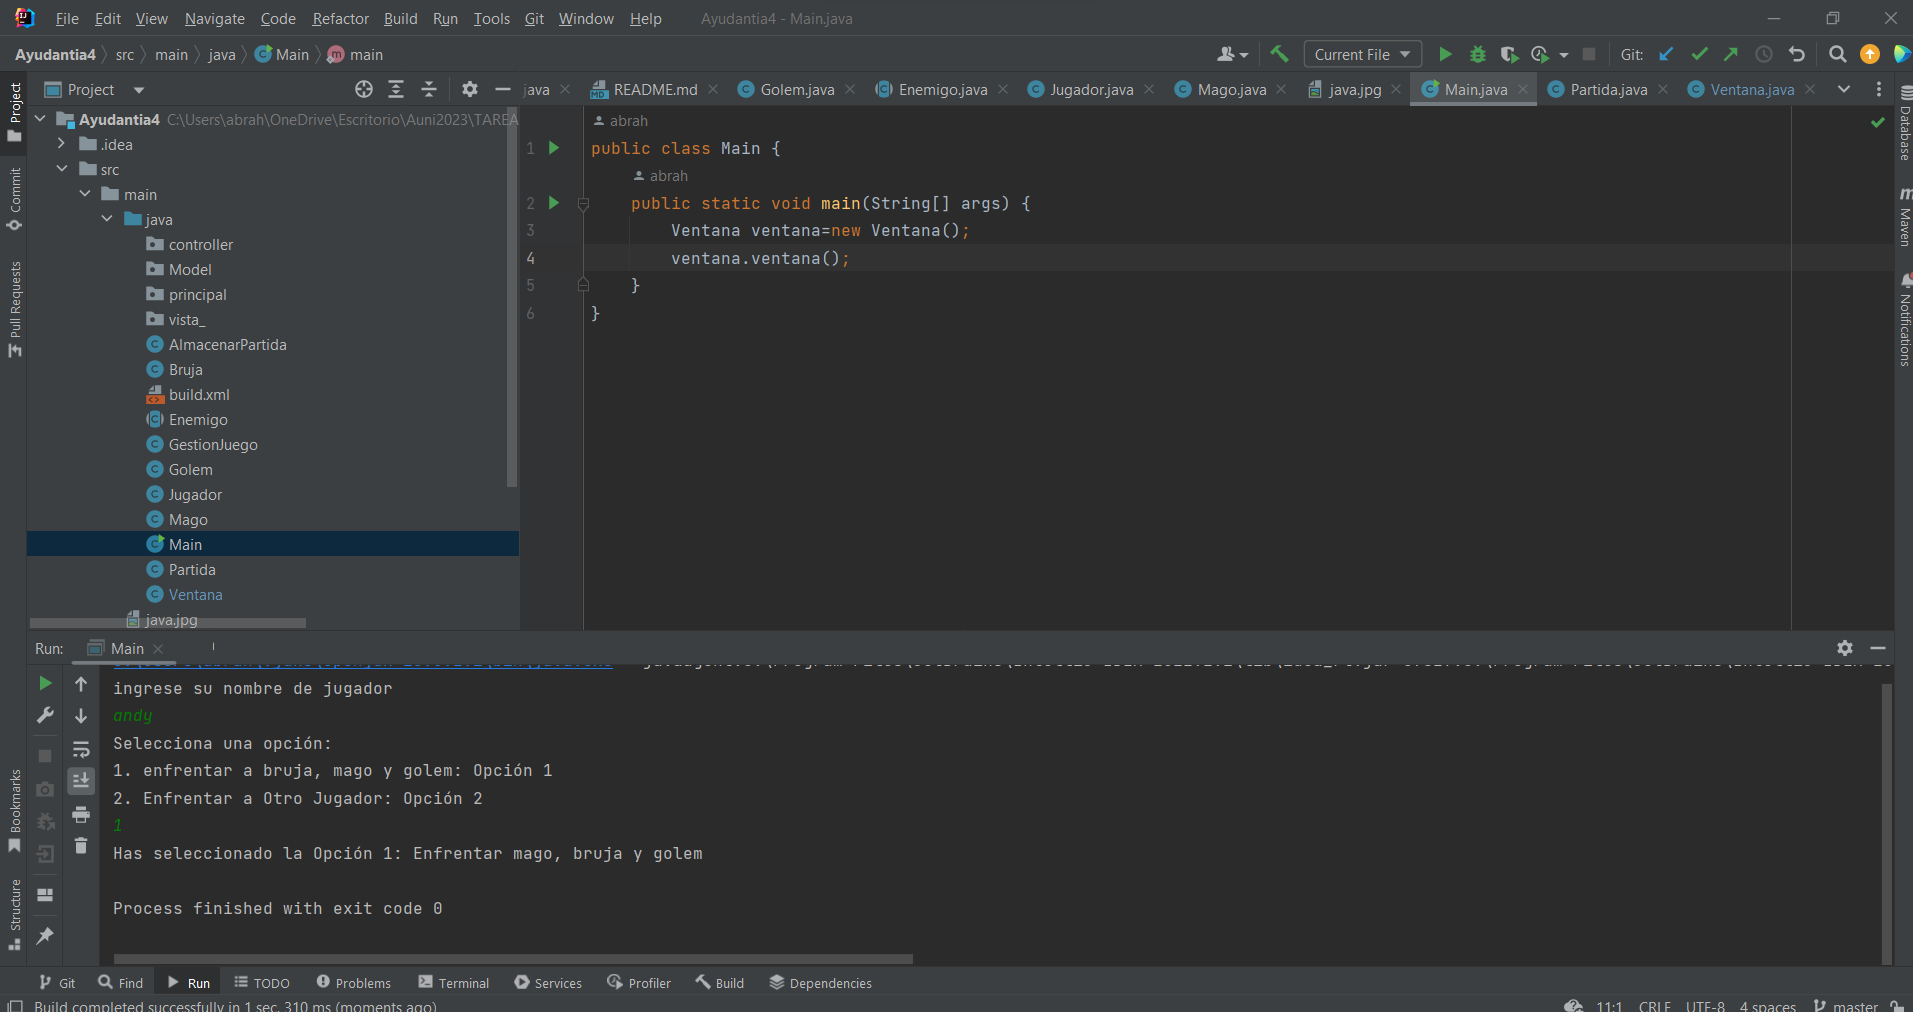 File Edit View Navigate Code Refactor Build Run Tools Git Window Help Ayudantia4 - Main.java
Ayudantia4 src main java Main main Current File Git:
Project java README.md Golem.java Enemigo.java Jugador.java Mago.java java.jpg Main.java Partida.java Ventana.java
Project
Commit
Pull Requests
Bookmarks
Structure
Ayudantia4 C:\Users\abrah\OneDrive\Escritorio\Auni2023\TAREA
.idea
src
main
java
controller
Model
principal
vista_
AlmacenarPartida
Bruja
build.xml
Enemigo
GestionJuego
Golem
Jugador
Mago
Main
Partida
Ventana
java.jpg
abrah
1 public class Main {
abrah
2 public static void main(String[] args) {
3 Ventana ventana=new Ventana();
4 ventana.ventana();
5 }
6 }
Database
Maven
Notifications
Run: Main
ingrese su nombre de jugador
andy
Selecciona una opción:
1. enfrentar a bruja, mago y golem: Opción 1
2. Enfrentar a Otro Jugador: Opción 2
1
Has seleccionado la Opción 1: Enfrentar mago, bruja y golem
Process finished with exit code 0
Git Find Run TODO Problems Terminal Services Profiler Build Dependencies
Build completed successfully in 1 sec, 310 ms (moments ago) 11:1 CRLF UTF-8 4 spaces master